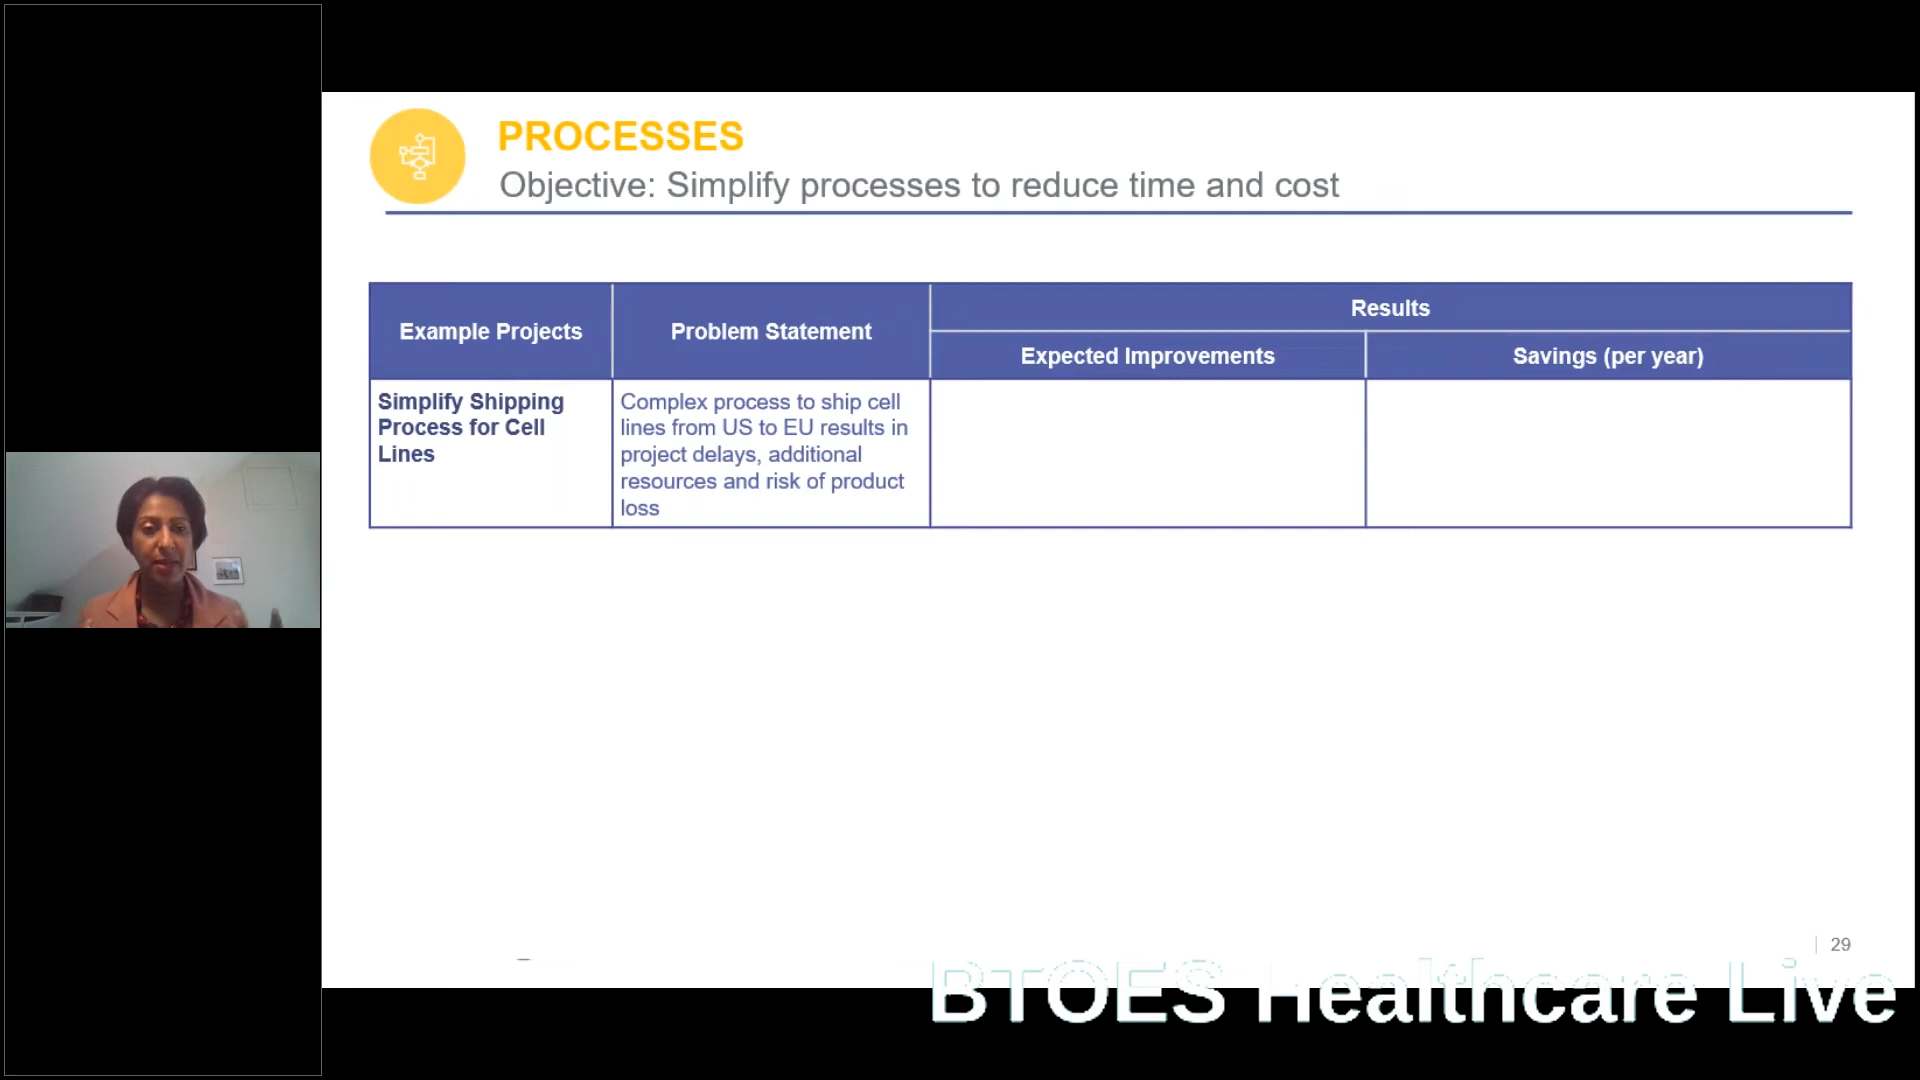 PROCESSES
Objective: Simplify processes to reduce time and cost
Example Projects
Problem Statement
Results
Expected Improvements
Savings (per year)
Simplify Shipping
Process for Cell
Lines
Complex process to ship cell
lines from US to EU results in
project delays, additional
resources and risk of product
loss
29
BTOES Healthcare Live